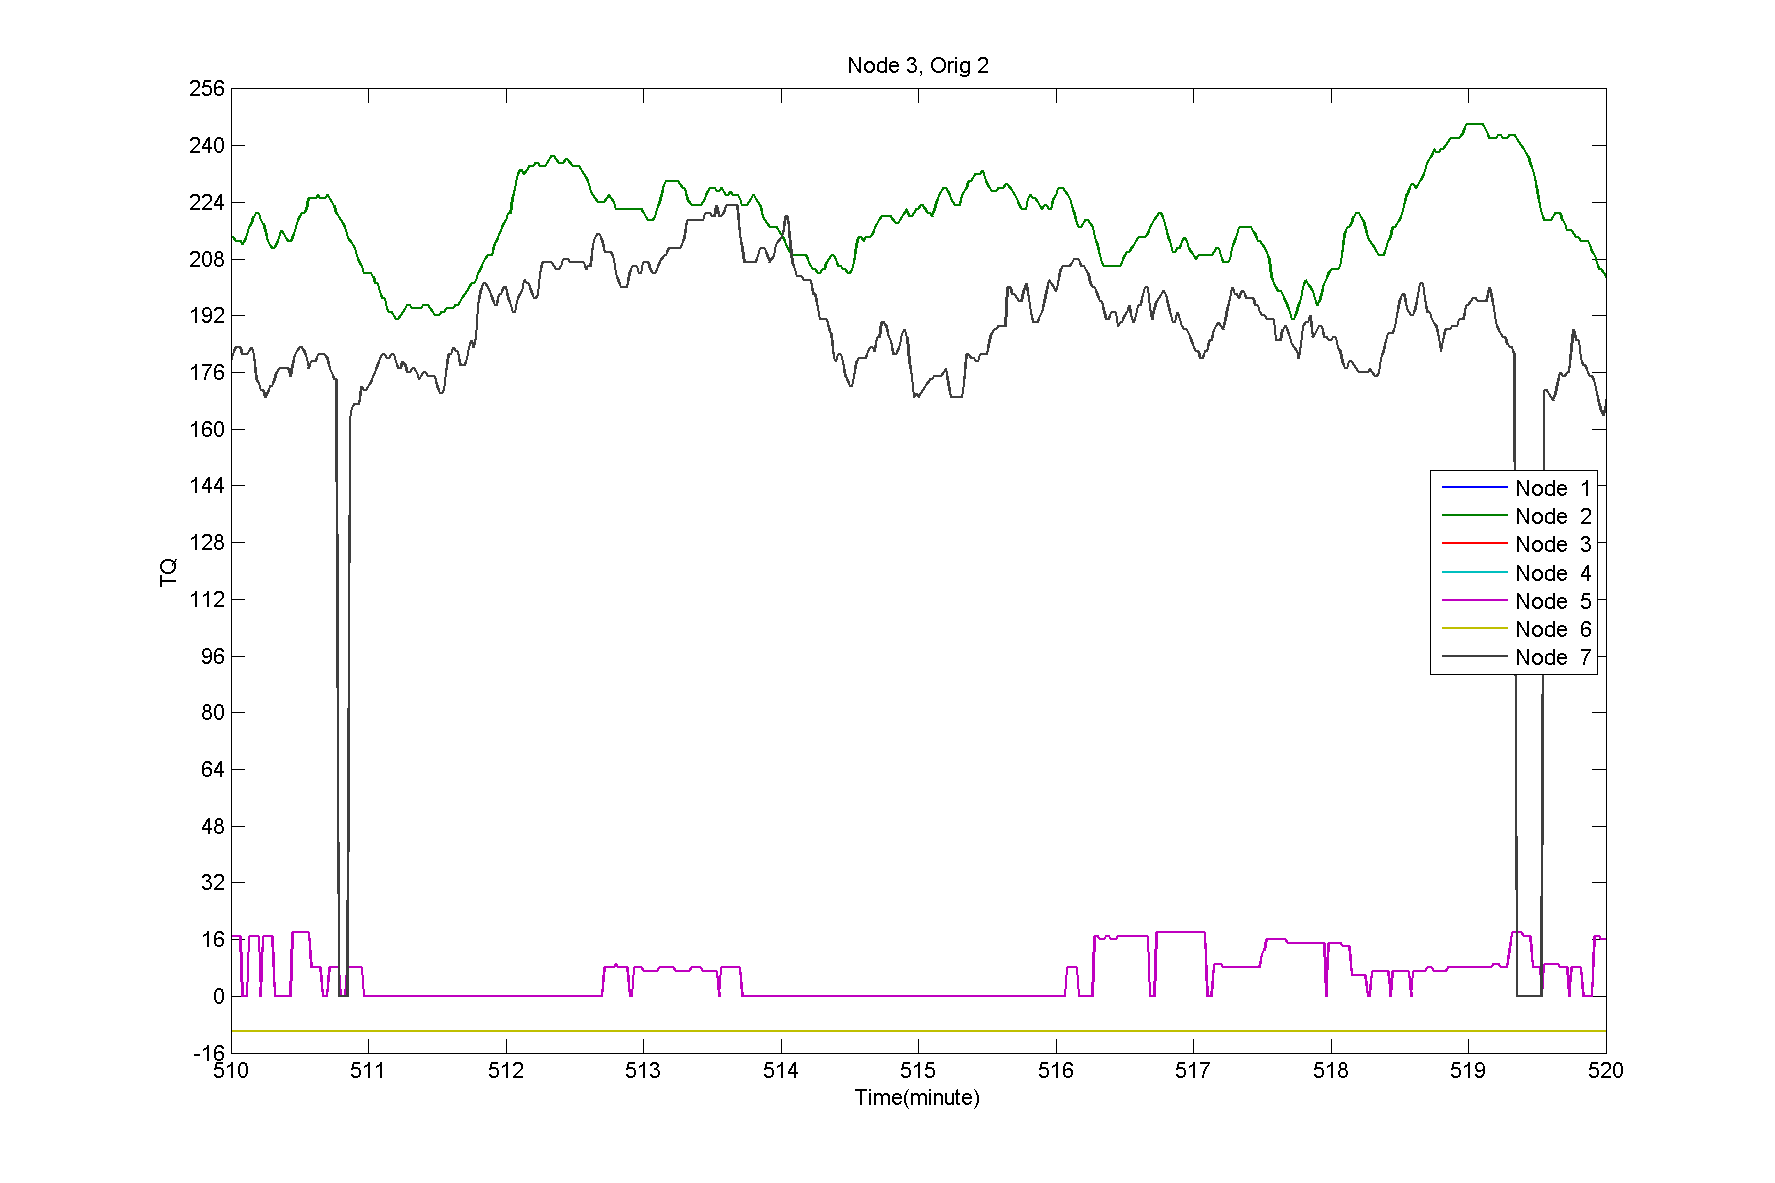 Node 3, Orig 2
256
240
224
208
192
176
160
144
128
112
96
80
64
48
32
16
0
-16
TQ
Node 1
Node 2
Node 3
Node 4
Node 5
Node 6
Node 7
510 511 512 513 514 515 516 517 518 519 520
Time(minute)